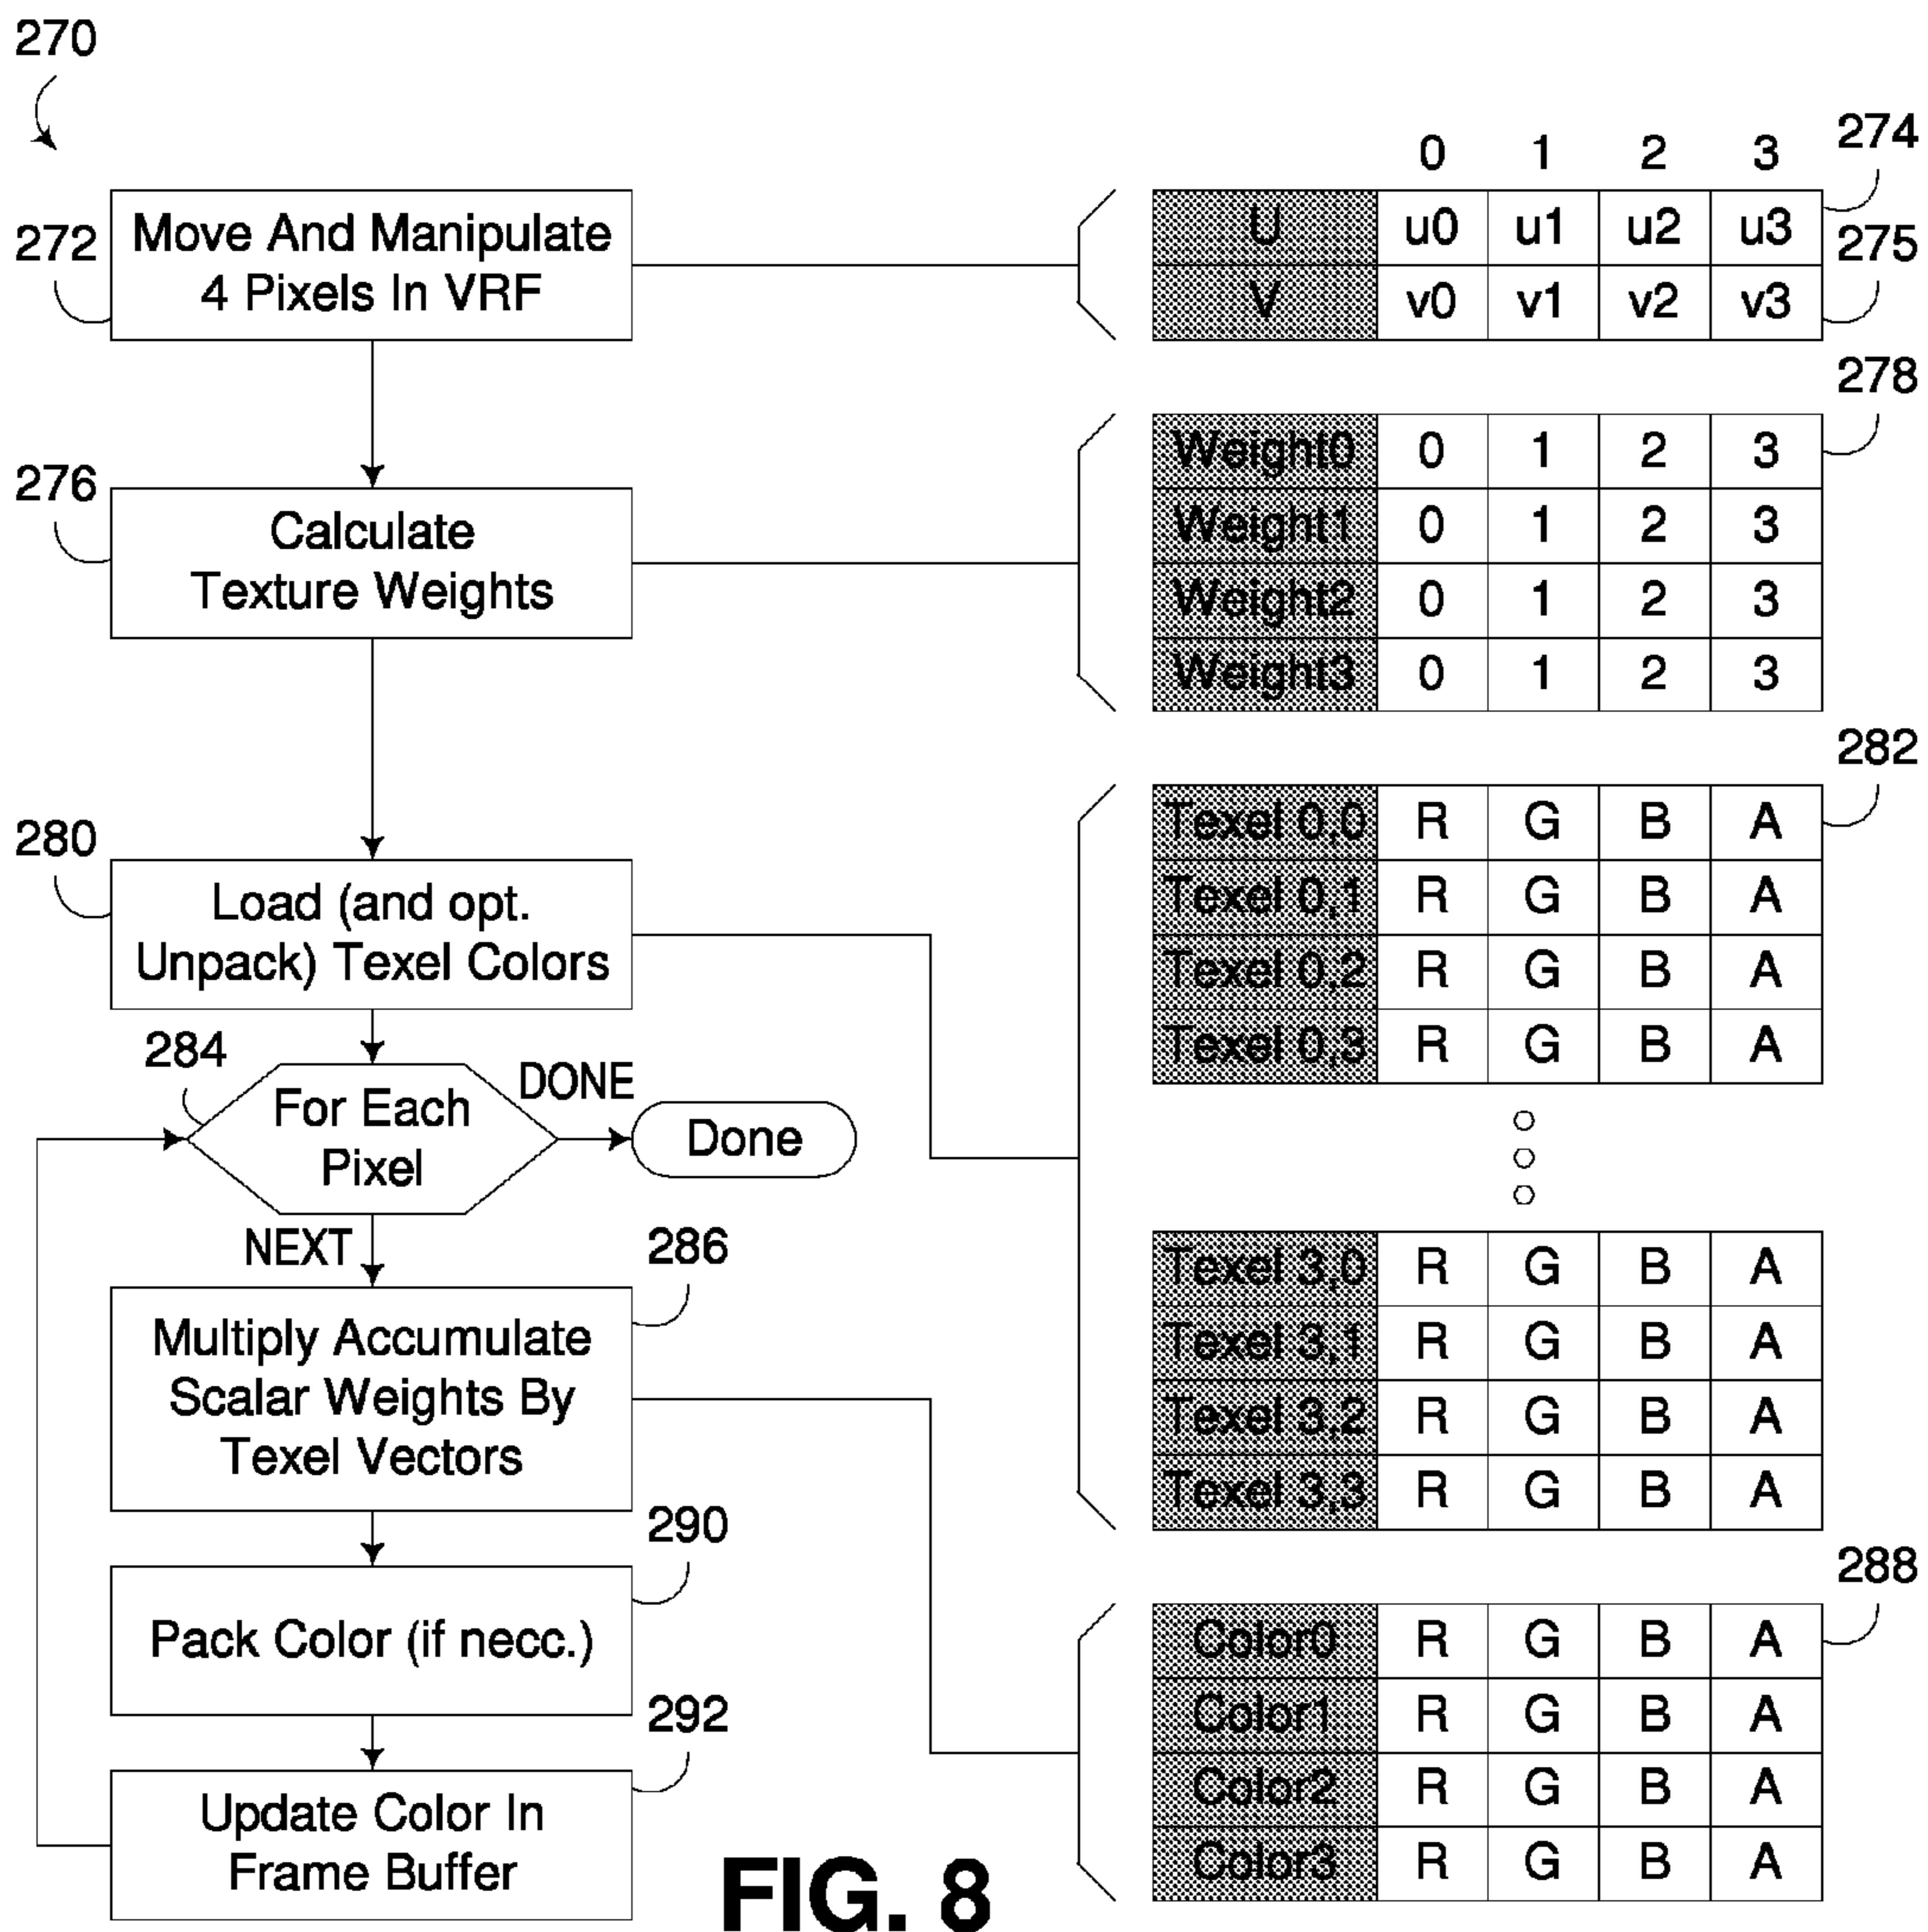 270
272
Move And Manipulate
4 Pixels In VRF
276
Calculate
Texture Weights
280
Load (and opt.
Unpack) Texel Colors
284
For Each
Pixel
DONE
Done
NEXT
286
Multiply Accumulate
Scalar Weights By
Texel Vectors
290
Pack Color (if necc.)
292
Update Color In
Frame Buffer
0 1 2 3
274
U u0 u1 u2 u3
275
V v0 v1 v2 v3
278
Weight0 0 1 2 3
Weight1 0 1 2 3
Weight2 0 1 2 3
Weight3 0 1 2 3
282
Texel 0,0 R G B A
Texel 0,1 R G B A
Texel 0,2 R G B A
Texel 0,3 R G B A
Texel 3,0 R G B A
Texel 3,1 R G B A
Texel 3,2 R G B A
Texel 3,3 R G B A
288
Color0 R G B A
Color1 R G B A
Color2 R G B A
Color3 R G B A
FIG. 8